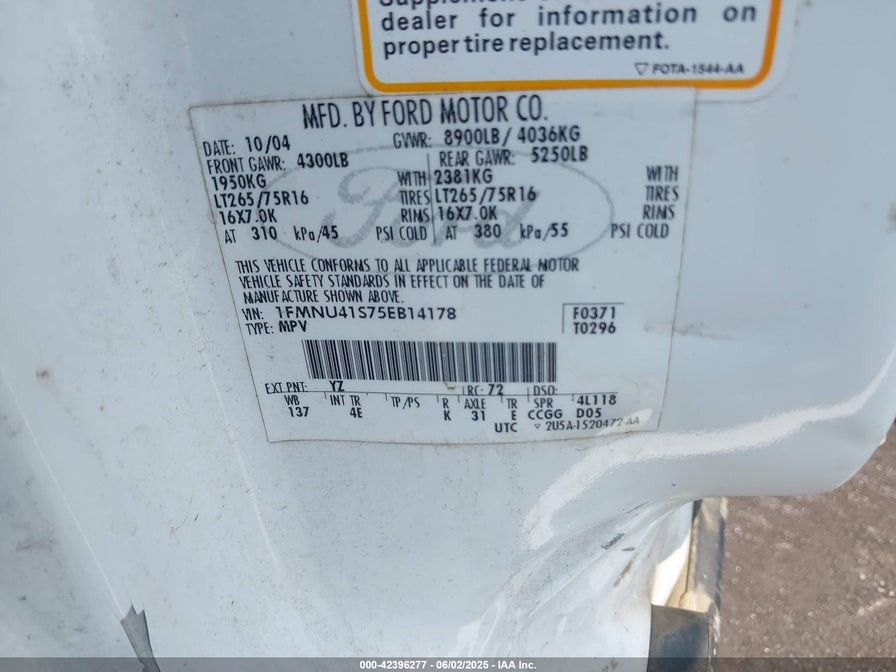 dealer for information on
proper tire replacement.
▽ FOTA-1544-AA
MFD. BY FORD MOTOR CO.
DATE: 10/04 GVWR: 8900LB/ 4036KG
FRONT GAWR: 4300LB REAR GAWR: 5250LB
1950KG WITH 2381KG WITH
LT265/75R16 TIRES LT265/75R16 TIRES
16X7.0K RIMS 16X7.0K RIMS
AT 310 kPa/45 PSI COLD AT 380 kPa/55 PSI COLD
THIS VEHICLE CONFORMS TO ALL APPLICABLE FEDERAL MOTOR
VEHICLE SAFETY STANDARDS IN EFFECT ON THE DATE OF
MANUFACTURE SHOWN ABOVE.
VIN: 1FMNU41S75EB14178 F0371
TYPE: MPV T0296
EXT PNT: YZ RC: 72 DSO:
WB INT TR TP/PS R AXLE TR SPR 4L118
137 4E K 31 E CCGG D05
UTC ▽ 2U5A-1520472-AA
Ford
000-42396277 - 06/02/2025 - IAA Inc.